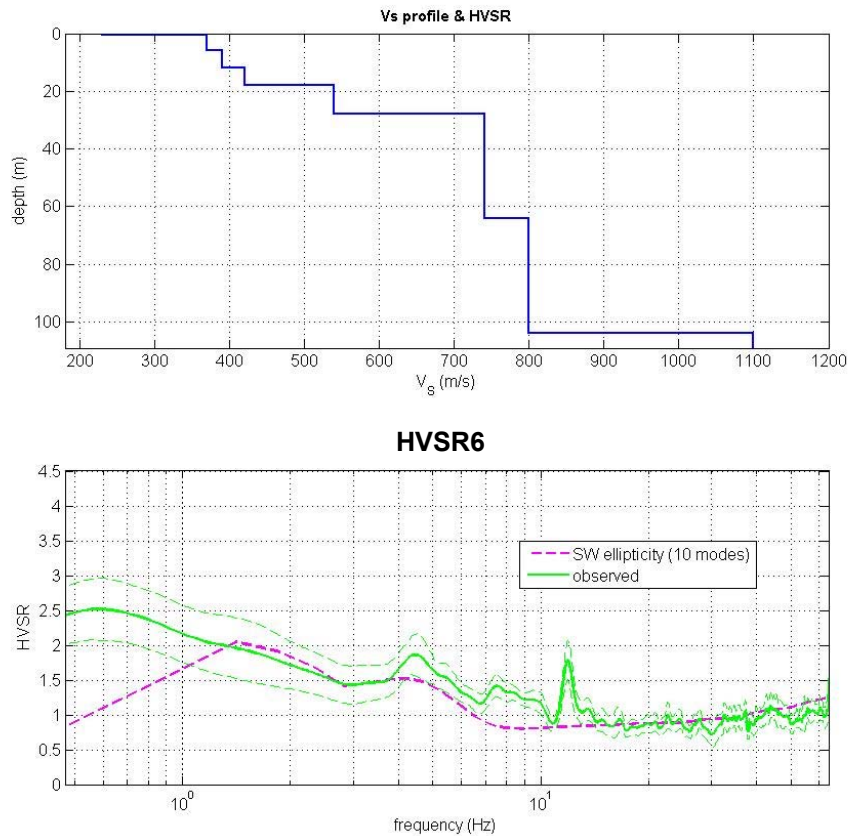 Vs profile & HVSR
0
20
40
60
80
100
depth (m)
200 300 400 500 600 700 800 900 1000 1100 1200
VS (m/s)
HVSR6
4.5
4
3.5
3
2.5
2
1.5
1
0.5
0
HVSR
SW ellipticity (10 modes)
observed
10^0 10^1
frequency (Hz)